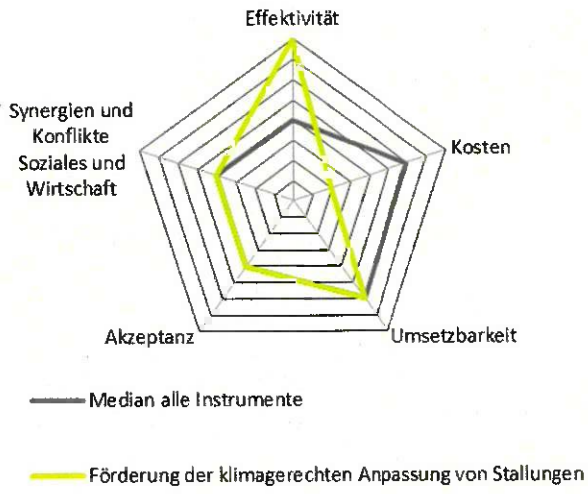 Effektivität
Synergien und
Konflikte
Soziales und
Wirtschaft
Kosten
Akzeptanz
Umsetzbarkeit
Median alle Instrumente
Förderung der klimagerechten Anpassung von Stallungen